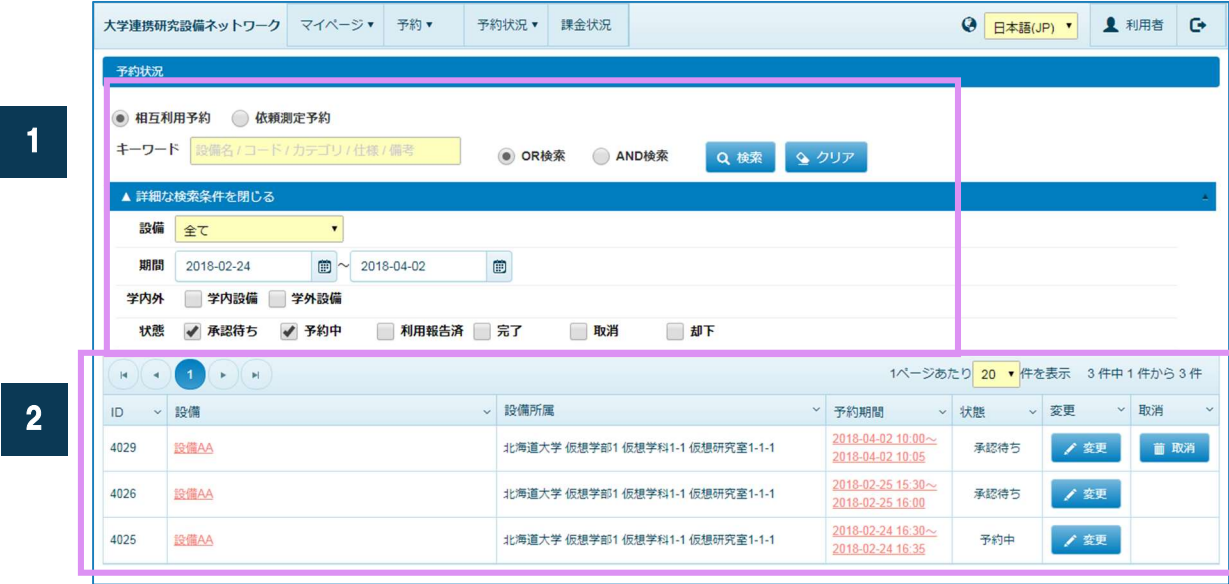 大学連携研究設備ネットワーク マイページ▼ 予約▼ 予約状況▼ 課金状況 日本語(JP) ▼ 利用者
予約状況
1
相互利用予約 依頼測定予約
キーワード 設備名 / コード / カテゴリ / 仕様 / 備考 OR検索 AND検索 検索 クリア
▲ 詳細な検索条件を閉じる ▲
設備 全て ▼
期間 2018-02-24 ～ 2018-04-02
学内外 学内設備 学外設備
状態 承認待ち 予約中 利用報告済 完了 取消 却下
2
1 1ページあたり 20 ▼ 件を表示 3 件中 1 件から 3 件
ID 設備 設備所属 予約期間 状態 変更 取消
4029 設備AA 北海道大学 仮想学部1 仮想学科1-1 仮想研究室1-1-1 2018-04-02 10:00～ 承認待ち 変更 取消
2018-04-02 10:05
4026 設備AA 北海道大学 仮想学部1 仮想学科1-1 仮想研究室1-1-1 2018-02-25 15:30～ 承認待ち 変更
2018-02-25 16:00
4025 設備AA 北海道大学 仮想学部1 仮想学科1-1 仮想研究室1-1-1 2018-02-24 16:30～ 予約中 変更
2018-02-24 16:35